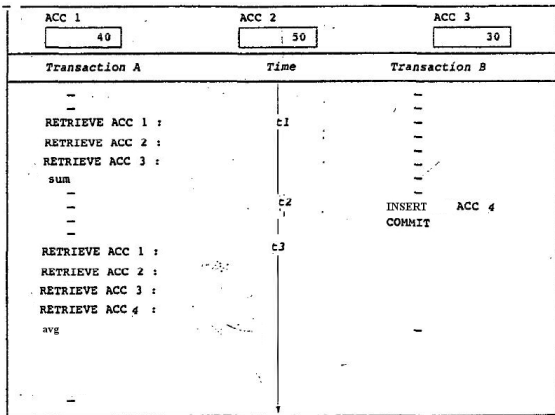 ACC 1 ACC 2 ACC 3
40 50 30
Transaction A Time Transaction B
RETRIEVE ACC 1 : t1
RETRIEVE ACC 2 :
RETRIEVE ACC 3 :
sum
t2 INSERT ACC 4
COMMIT
t3
RETRIEVE ACC 1 :
RETRIEVE ACC 2 :
RETRIEVE ACC 3 :
RETRIEVE ACC 4 :
avg